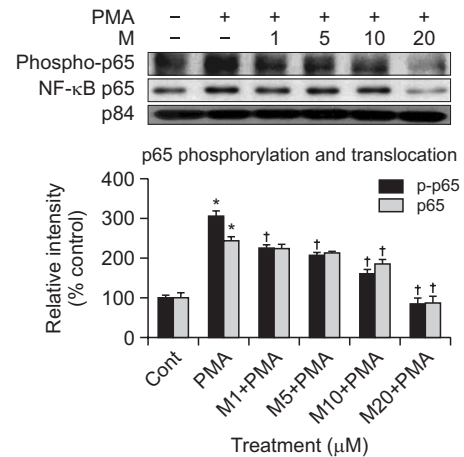 PMA – + + + + +
M – – 1 5 10 20
Phospho-p65
NF-κB p65
p84
p65 phosphorylation and translocation
400
300
200
100
0
Relative intensity
(% control)
p-p65
p65
*
*
†
†
†
†
†
†
Cont
PMA
M1+PMA
M5+PMA
M10+PMA
M20+PMA
Treatment (μM)